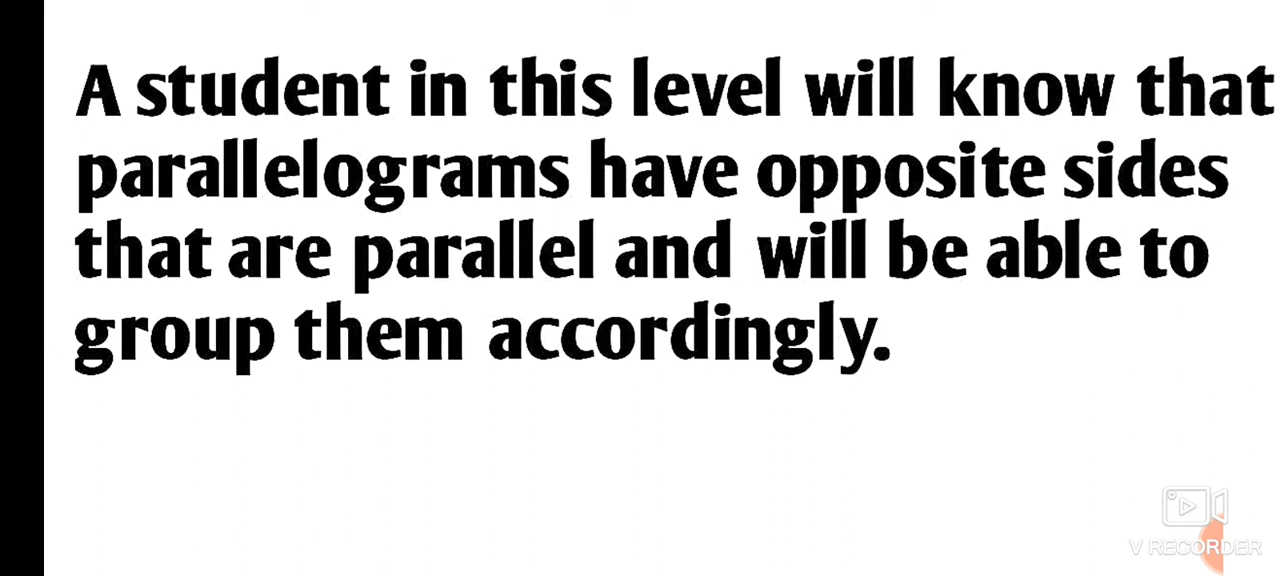 A student in this level will know that
parallelograms have opposite sides
that are parallel and will be able to
group them accordingly.
V RECORDER